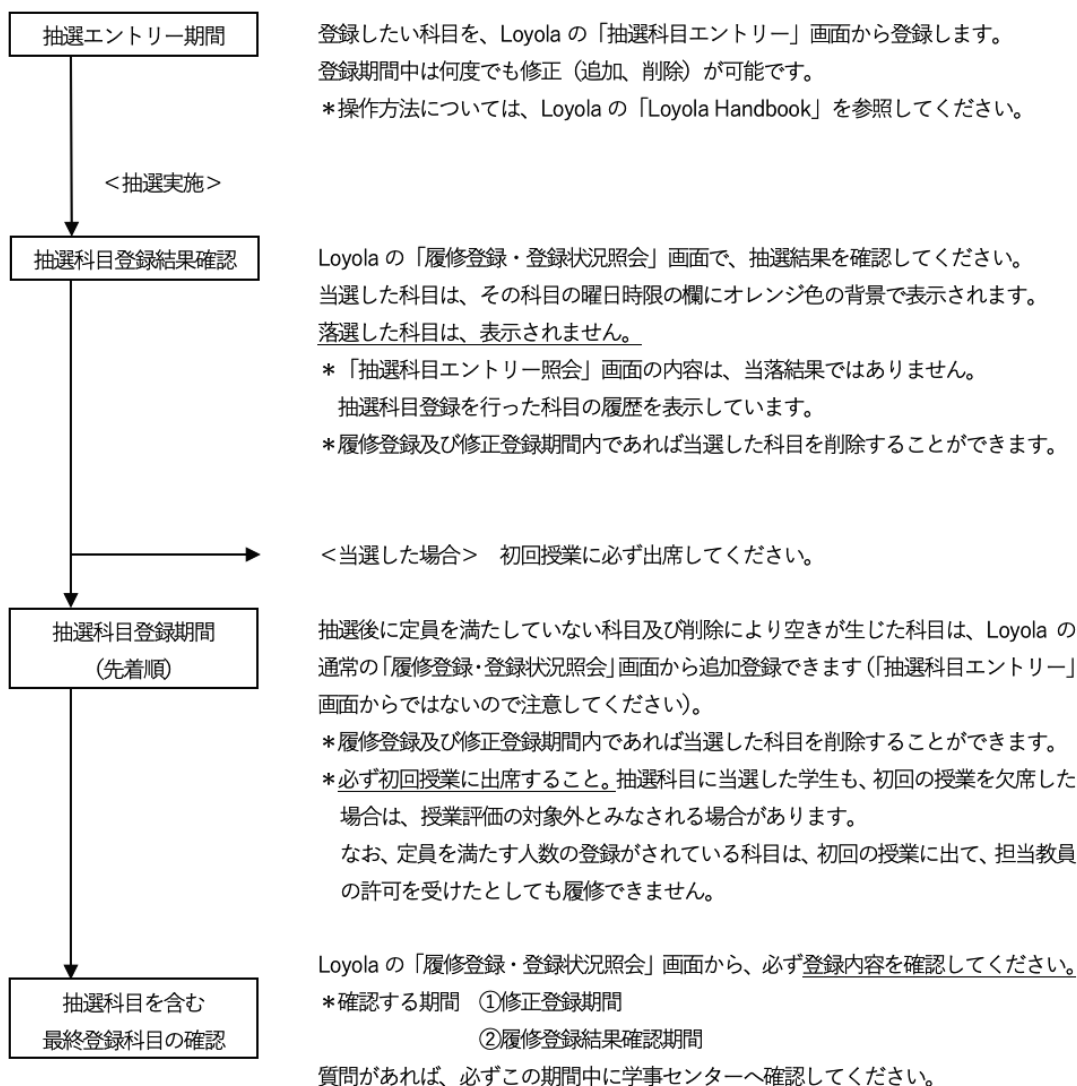 抽選エントリー期間
登録したい科目を、Loyola の「抽選科目エントリー」画面から登録します。
登録期間中は何度でも修正（追加、削除）が可能です。
＊操作方法については、Loyola の「Loyola Handbook」を参照してください。
＜抽選実施＞
抽選科目登録結果確認
Loyola の「履修登録・登録状況照会」画面で、抽選結果を確認してください。
当選した科目は、その科目の曜日時限の欄にオレンジ色の背景で表示されます。
落選した科目は、表示されません。
＊「抽選科目エントリー照会」画面の内容は、当落結果ではありません。
抽選科目登録を行った科目の履歴を表示しています。
＊履修登録及び修正登録期間内であれば当選した科目を削除することができます。
＜当選した場合＞　初回授業に必ず出席してください。
抽選科目登録期間
(先着順)
抽選後に定員を満たしていない科目及び削除により空きが生じた科目は、Loyola の
通常の「履修登録・登録状況照会」画面から追加登録できます（「抽選科目エントリー」
画面からではないので注意してください）。
＊履修登録及び修正登録期間内であれば当選した科目を削除することができます。
＊必ず初回授業に出席すること。抽選科目に当選した学生も、初回の授業を欠席した
場合は、授業評価の対象外とみなされる場合があります。
なお、定員を満たす人数の登録がされている科目は、初回の授業に出て、担当教員
の許可を受けたとしても履修できません。
抽選科目を含む
最終登録科目の確認
Loyola の「履修登録・登録状況照会」画面から、必ず登録内容を確認してください。
＊確認する期間　①修正登録期間
②履修登録結果確認期間
質問があれば、必ずこの期間中に学事センターへ確認してください。